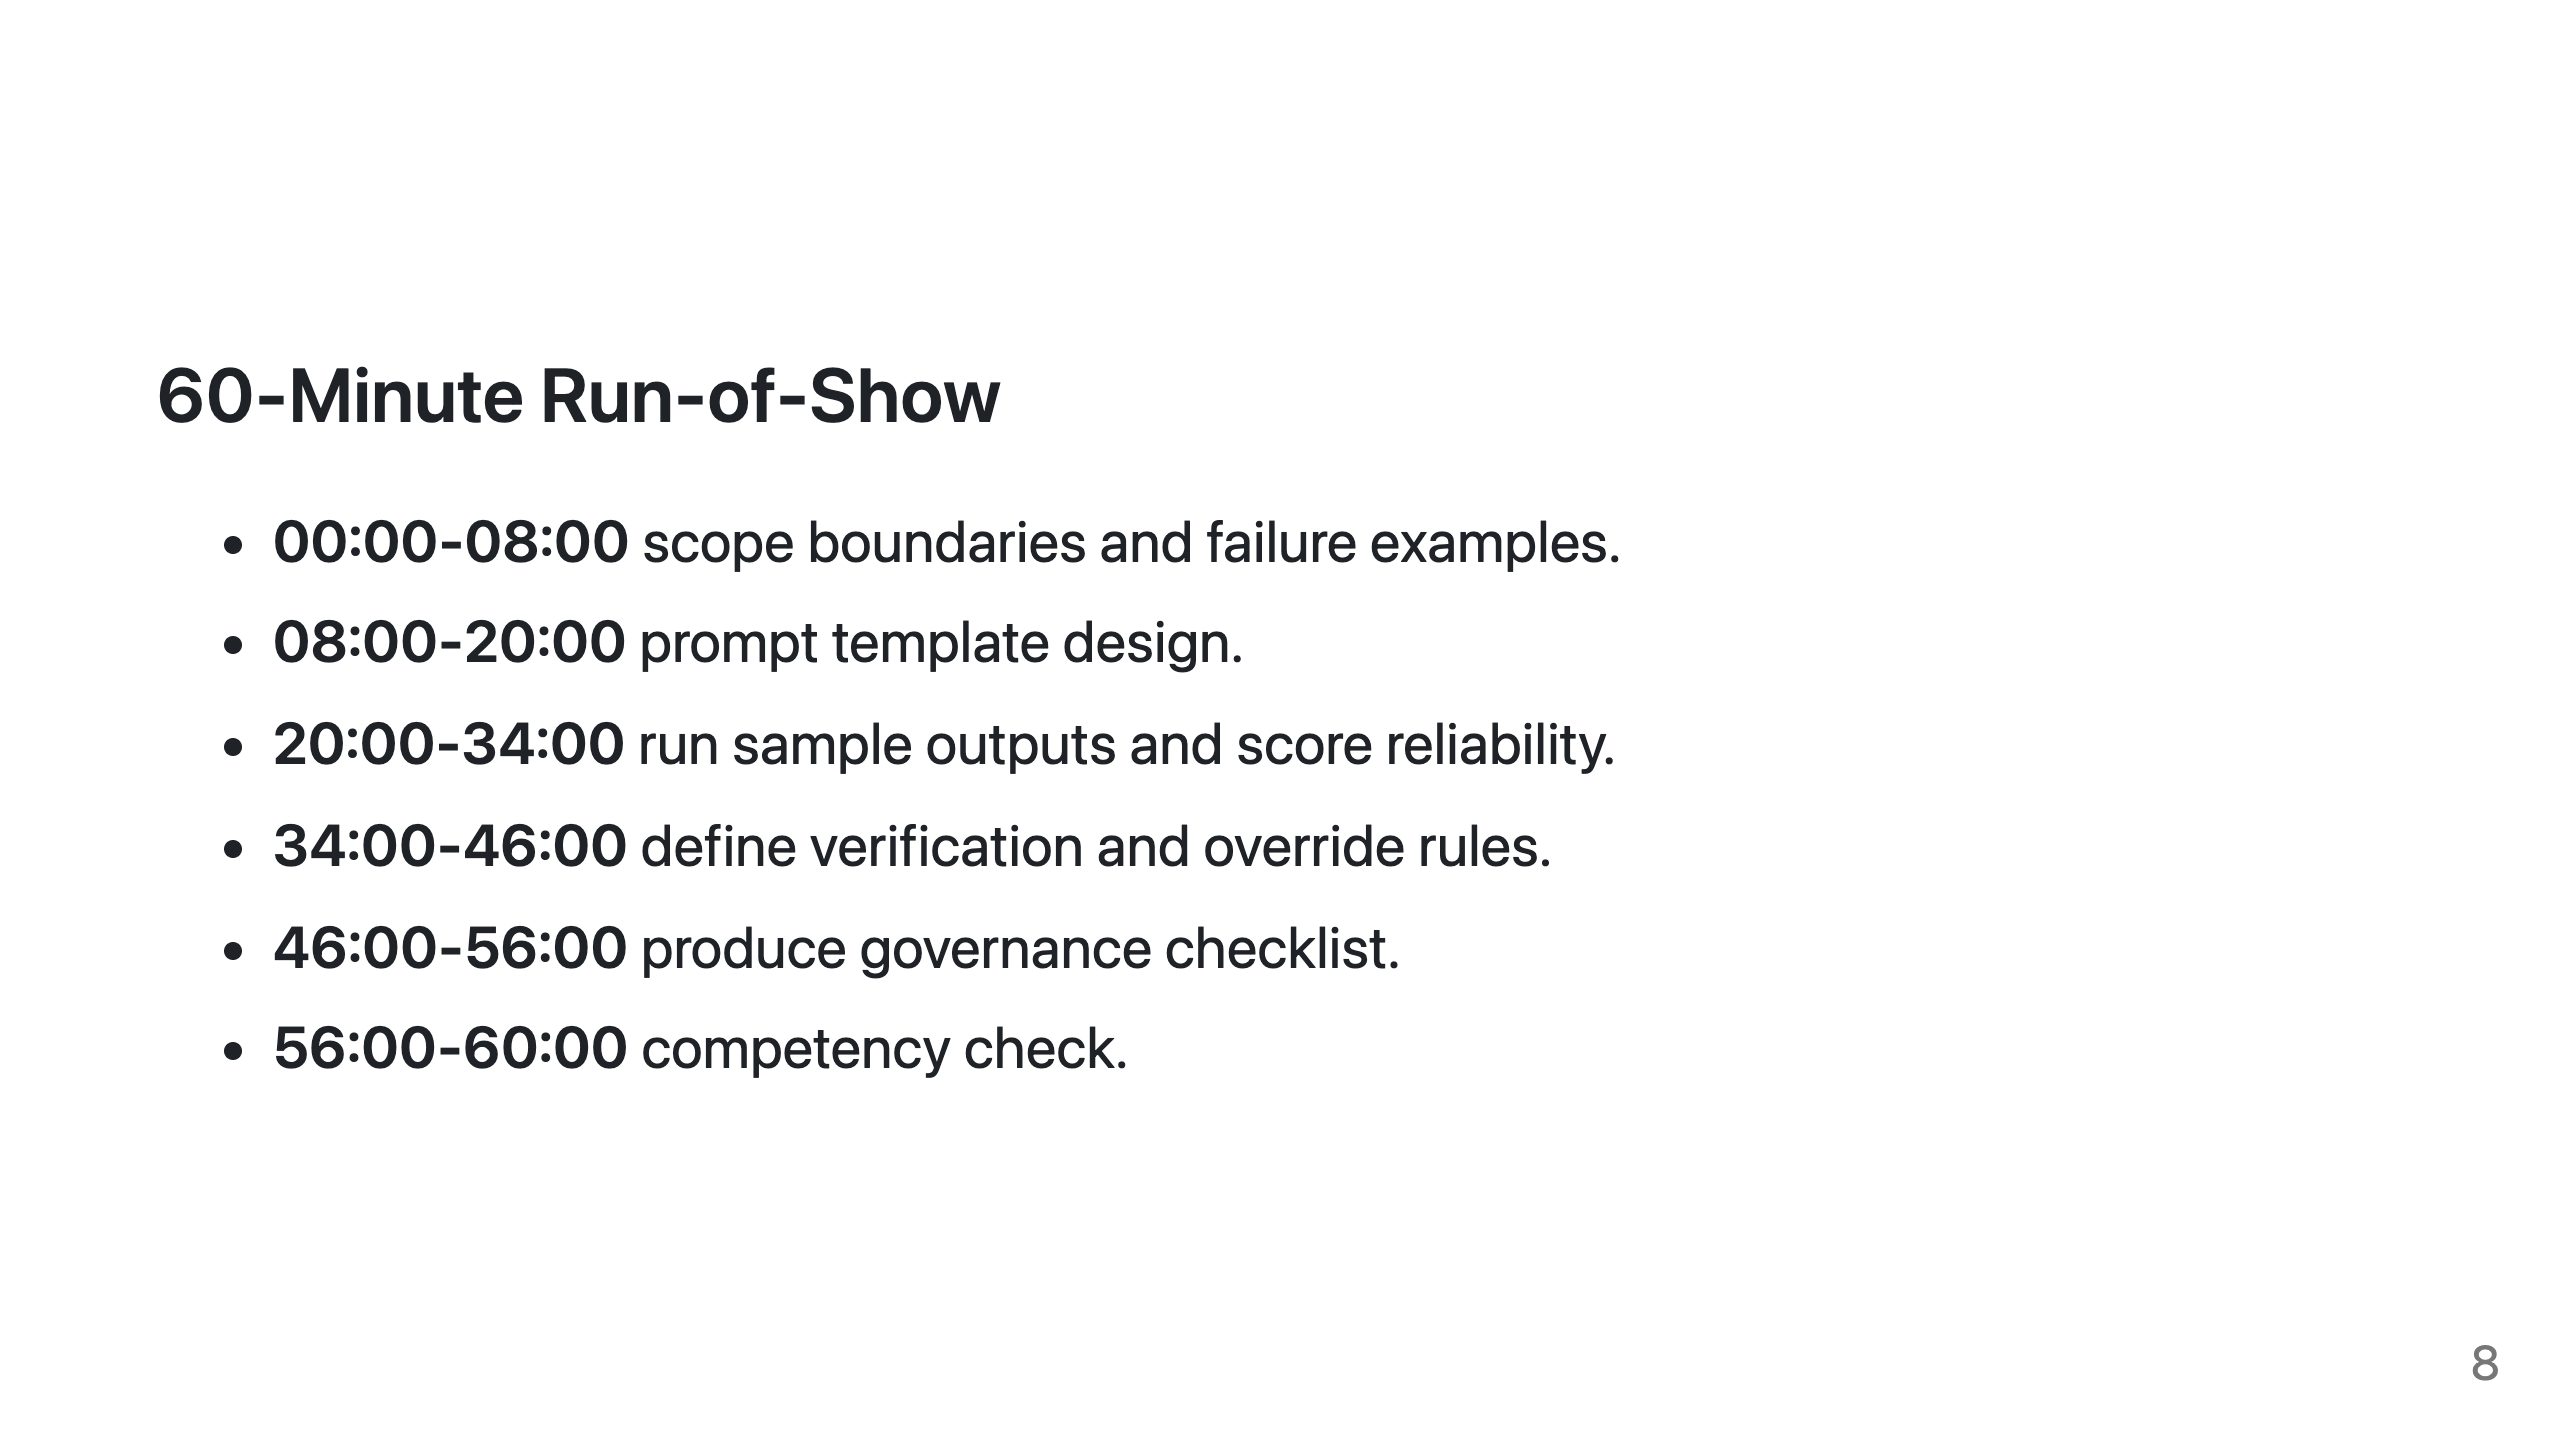 60-Minute Run-of-Show
• 00:00-08:00 scope boundaries and failure examples.
• 08:00-20:00 prompt template design.
• 20:00-34:00 run sample outputs and score reliability.
• 34:00-46:00 define verification and override rules.
• 46:00-56:00 produce governance checklist.
• 56:00-60:00 competency check.
8